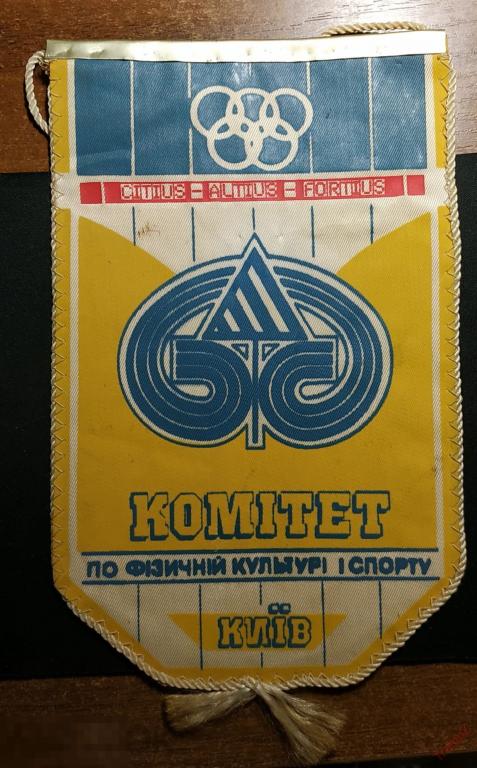 CITIUS - ALTIUS - FORTIUS
КОМІТЕТ
ПО ФІЗИЧНІЙ КУЛЬТУРІ І СПОРТУ
КИЇВ